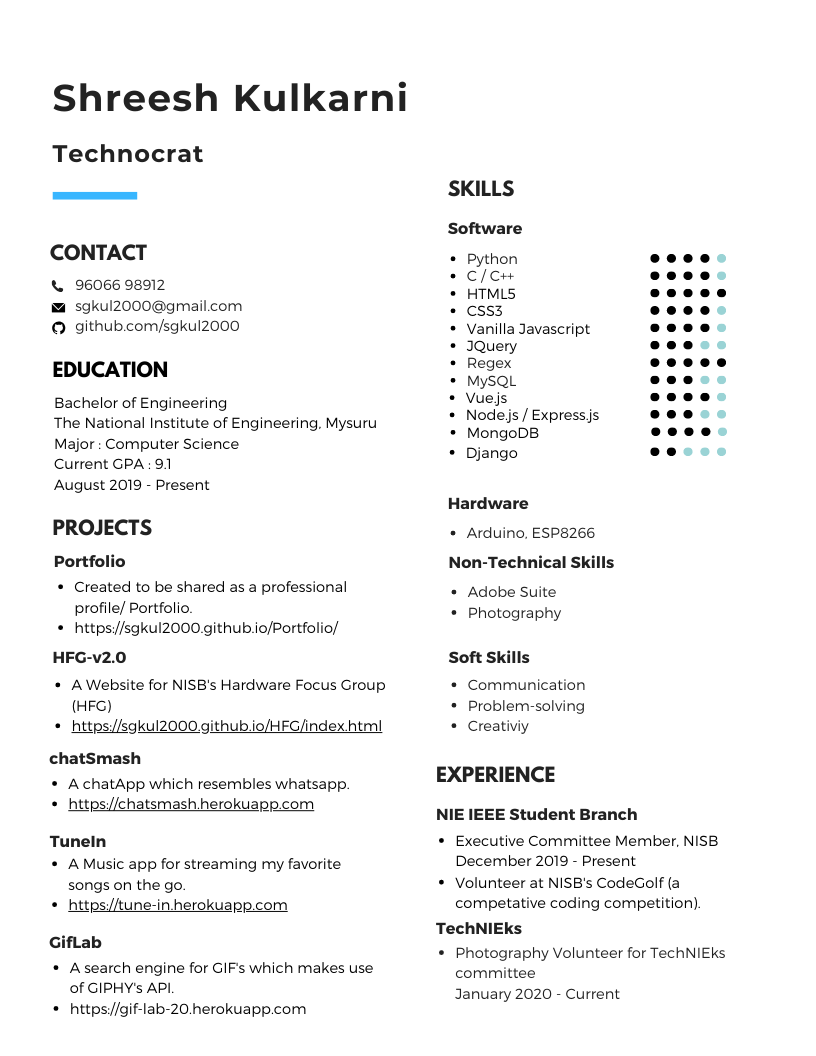 Shreesh Kulkarni
Technocrat
CONTACT
96066 98912
sgkul2000@gmail.com
github.com/sgkul2000
EDUCATION
Bachelor of Engineering
The National Institute of Engineering, Mysuru
Major : Computer Science
Current GPA : 9.1
August 2019 - Present
PROJECTS
Portfolio
• Created to be shared as a professional
profile/ Portfolio.
• https://sgkul2000.github.io/Portfolio/
HFG-v2.0
• A Website for NISB's Hardware Focus Group
(HFG)
• https://sgkul2000.github.io/HFG/index.html
chatSmash
• A chatApp which resembles whatsapp.
• https://chatsmash.herokuapp.com
TuneIn
• A Music app for streaming my favorite
songs on the go.
• https://tune-in.herokuapp.com
GifLab
• A search engine for GIF's which makes use
of GIPHY's API.
• https://gif-lab-20.herokuapp.com
SKILLS
Software
• Python
• C / C++
• HTML5
• CSS3
• Vanilla Javascript
• JQuery
• Regex
• MySQL
• Vue.js
• Node.js / Express.js
• MongoDB
• Django
Hardware
• Arduino, ESP8266
Non-Technical Skills
• Adobe Suite
• Photography
Soft Skills
• Communication
• Problem-solving
• Creativiy
EXPERIENCE
NIE IEEE Student Branch
• Executive Committee Member, NISB
December 2019 - Present
• Volunteer at NISB's CodeGolf (a
competative coding competition).
TechNIEks
• Photography Volunteer for TechNIEks
committee
January 2020 - Current